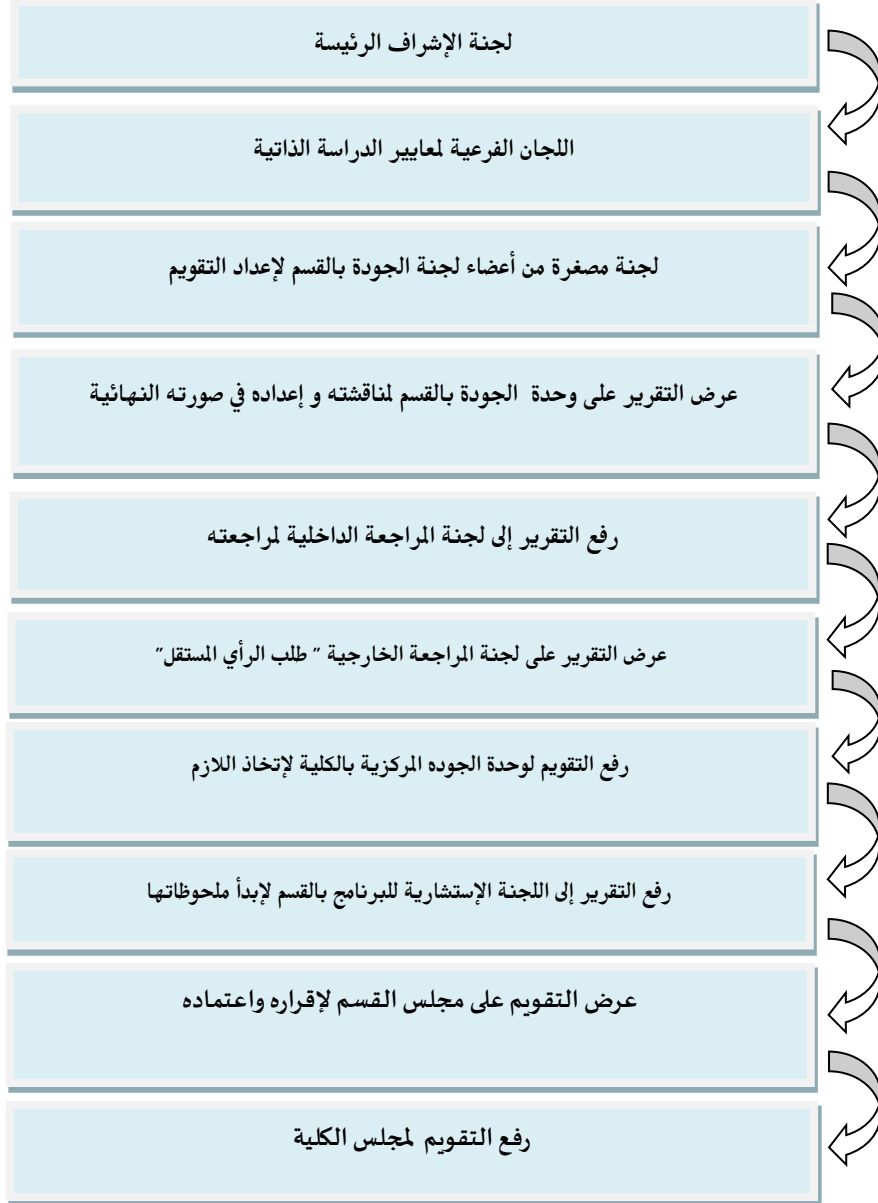 لجنة الإشراف الرئيسة
اللجان الفرعية لمعايير الدراسة الذاتية
لجنة مصغرة من أعضاء لجنة الجودة بالقسم لإعداد التقويم
عرض التقرير على وحدة الجودة بالقسم لمناقشته و إعداده في صورته النهائية
رفع التقرير إلى لجنة المراجعة الداخلية لمراجعته
عرض التقرير على لجنة المراجعة الخارجية " طلب الرأي المستقل"
رفع التقويم لوحدة الجوده المركزية بالكلية لإتخاذ اللازم
رفع التقرير إلى اللجنة الإستشارية للبرنامج بالقسم لإبدأ ملحوظاتها
عرض التقويم على مجلس القسم لإقراره واعتماده
رفع التقويم لمجلس الكلية